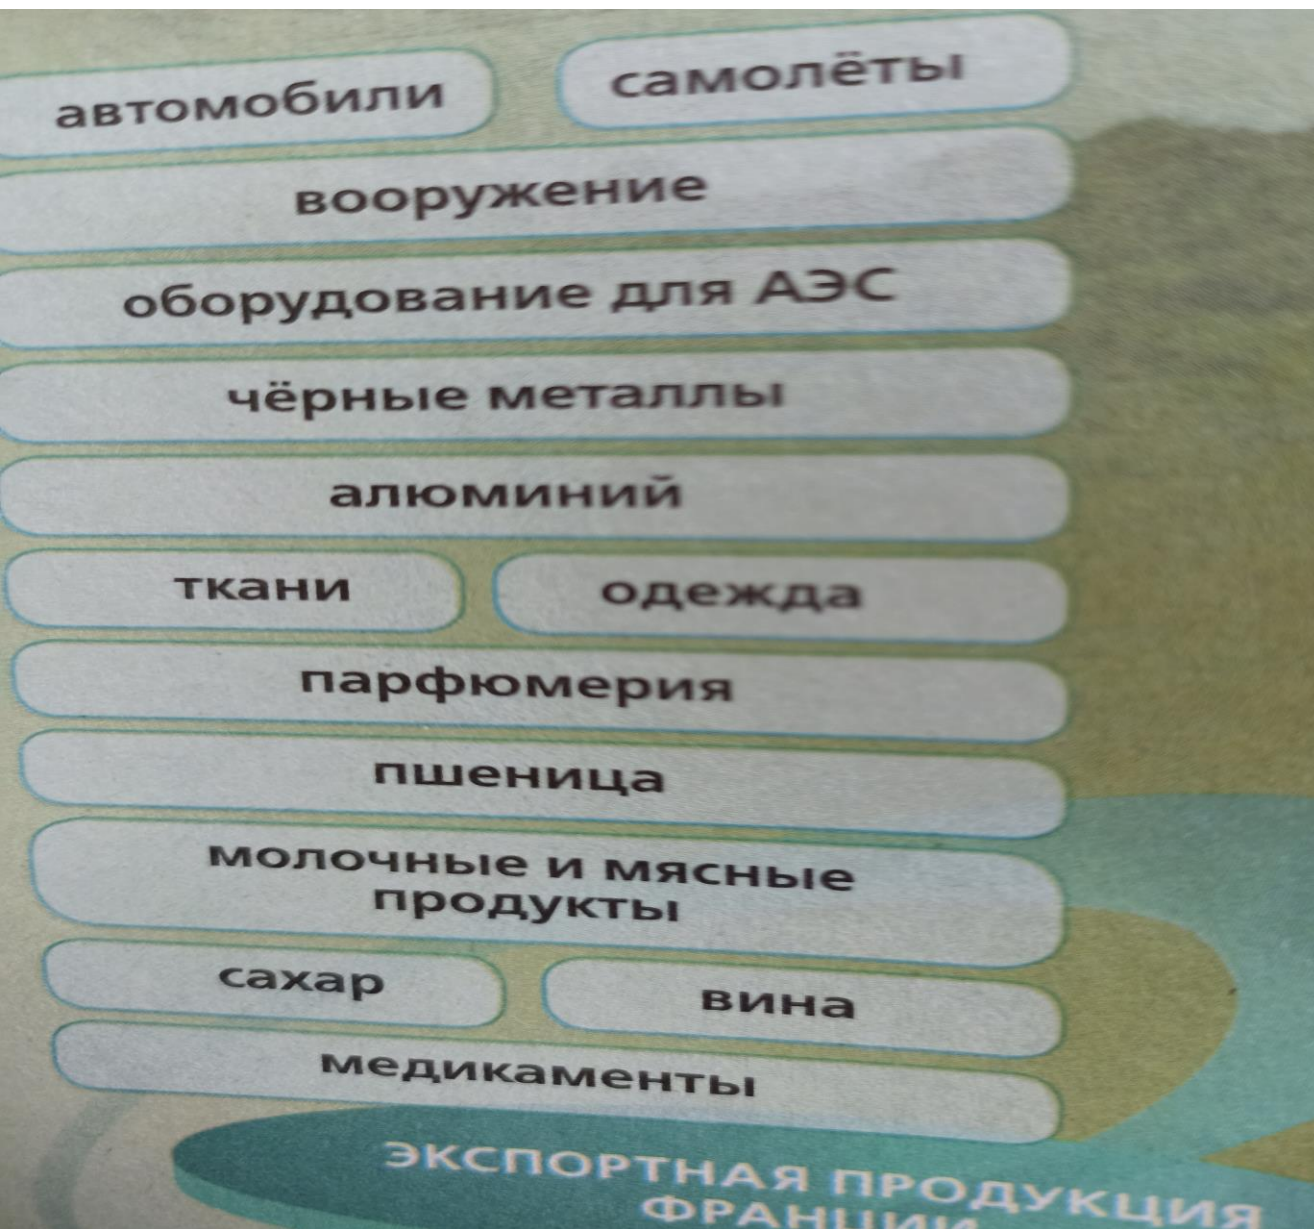 автомобили самолёты
вооружение
оборудование для АЭС
чёрные металлы
алюминий
ткани одежда
парфюмерия
пшеница
молочные и мясные
продукты
сахар вина
медикаменты
ЭКСПОРТНАЯ ПРОДУКЦИЯ
ФРАНЦИИ